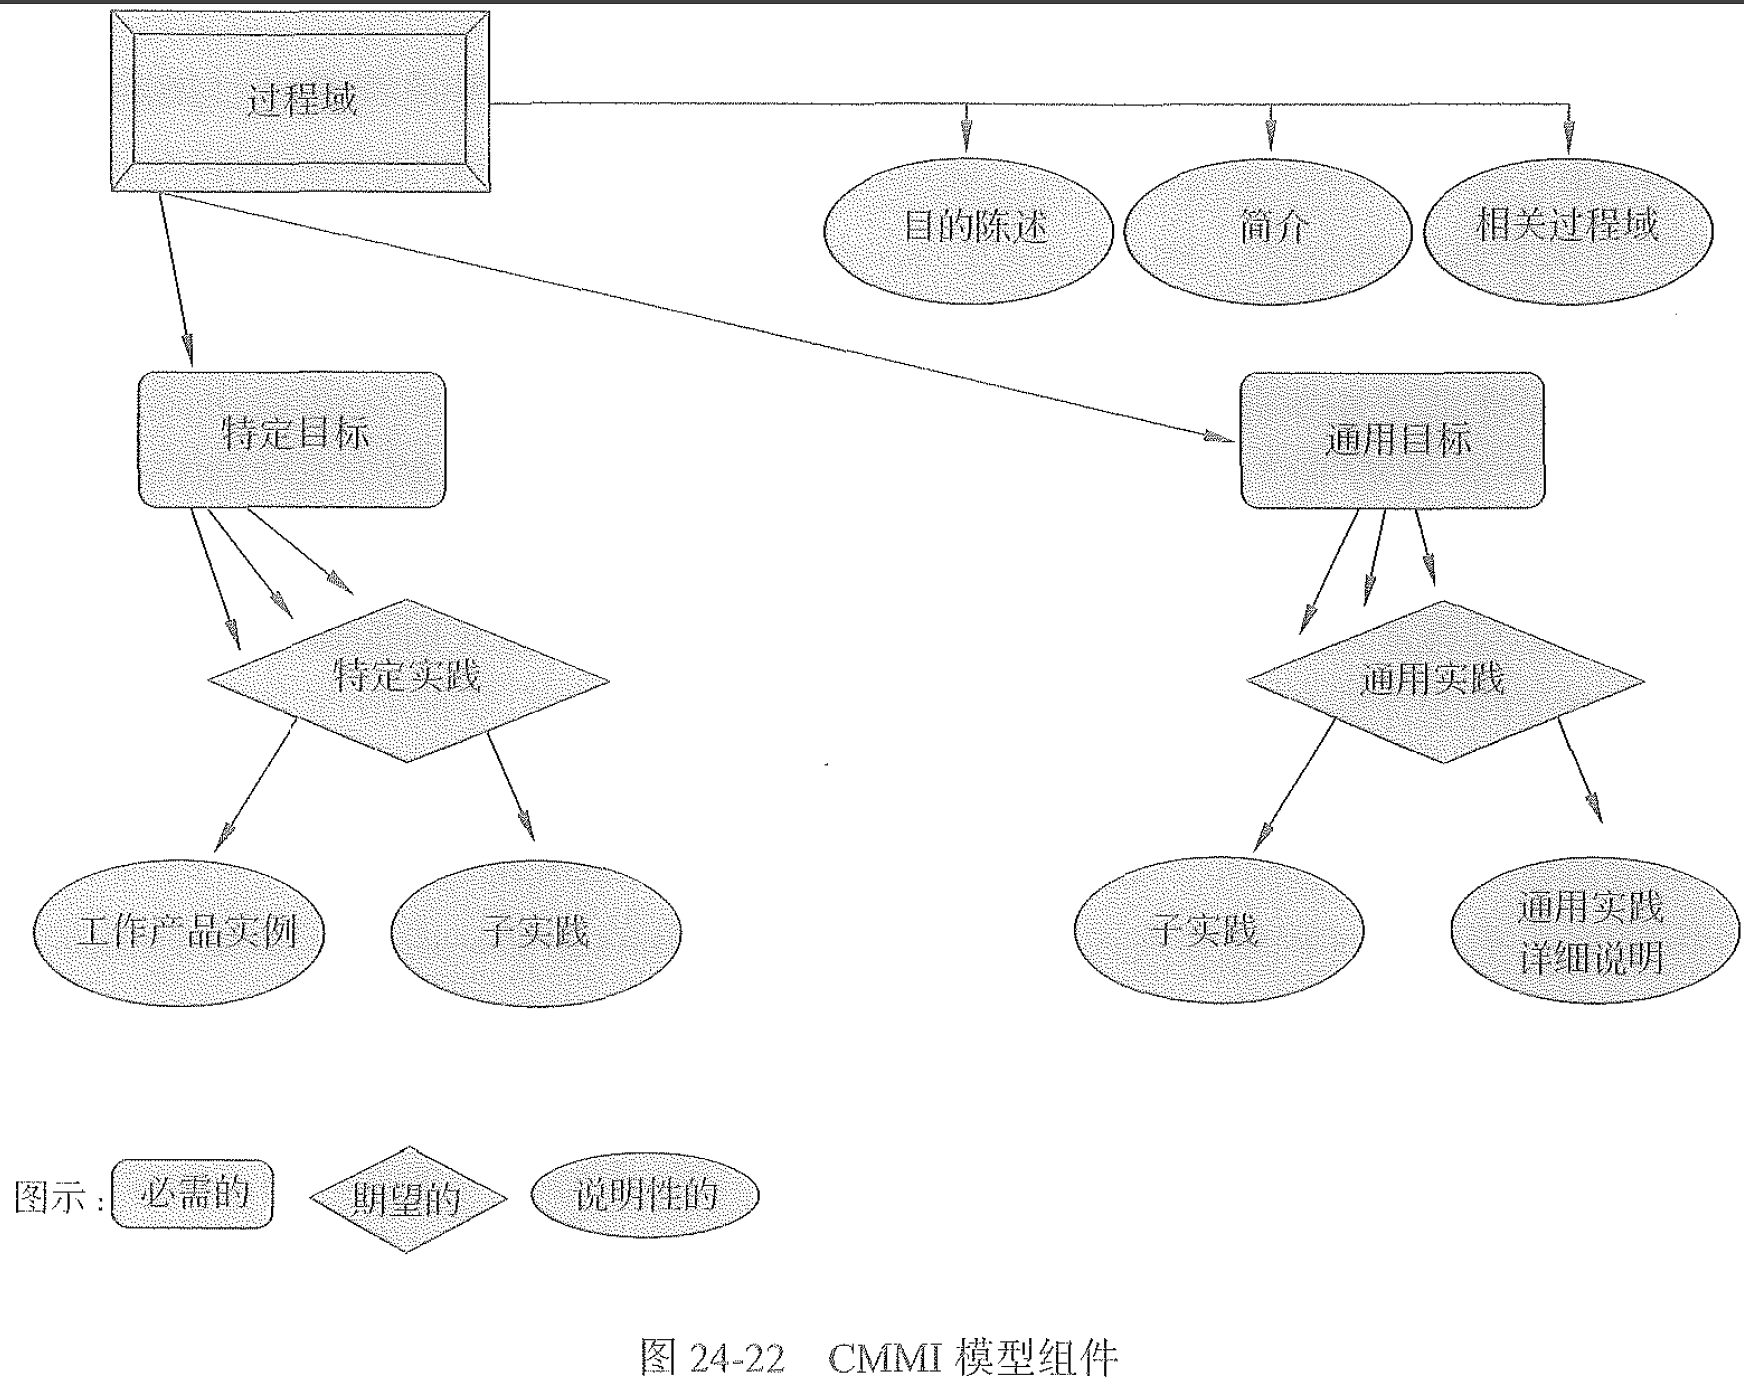 过程域
目的陈述
简介
相关过程域
特定目标
通用目标
特定实践
通用实践
工作产品实例
子实践
子实践
通用实践
详细说明
图示：
必需的
期望的
说明性的
图 24-22 CMMI 模型组件